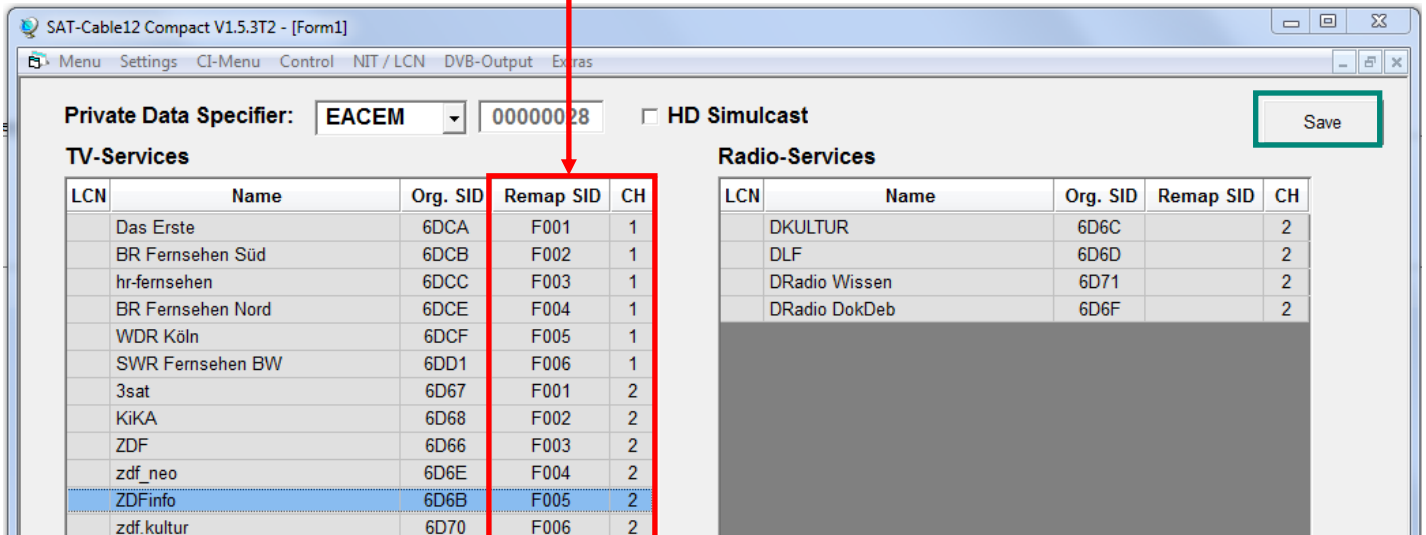 SAT-Cable12 Compact V1.5.3T2 - [Form1]
Menu Settings CI-Menu Control NIT / LCN DVB-Output Extras
Private Data Specifier: EACEM 00000028 HD Simulcast Save
TV-Services Radio-Services
LCN Name Org. SID Remap SID CH LCN Name Org. SID Remap SID CH
Das Erste 6DCA F001 1 DKULTUR 6D6C 2
BR Fernsehen Süd 6DCB F002 1 DLF 6D6D 2
hr-fernsehen 6DCC F003 1 DRadio Wissen 6D71 2
BR Fernsehen Nord 6DCE F004 1 DRadio DokDeb 6D6F 2
WDR Köln 6DCF F005 1
SWR Fernsehen BW 6DD1 F006 1
3sat 6D67 F001 2
KiKA 6D68 F002 2
ZDF 6D66 F003 2
zdf_neo 6D6E F004 2
ZDFinfo 6D6B F005 2
zdf.kultur 6D70 F006 2